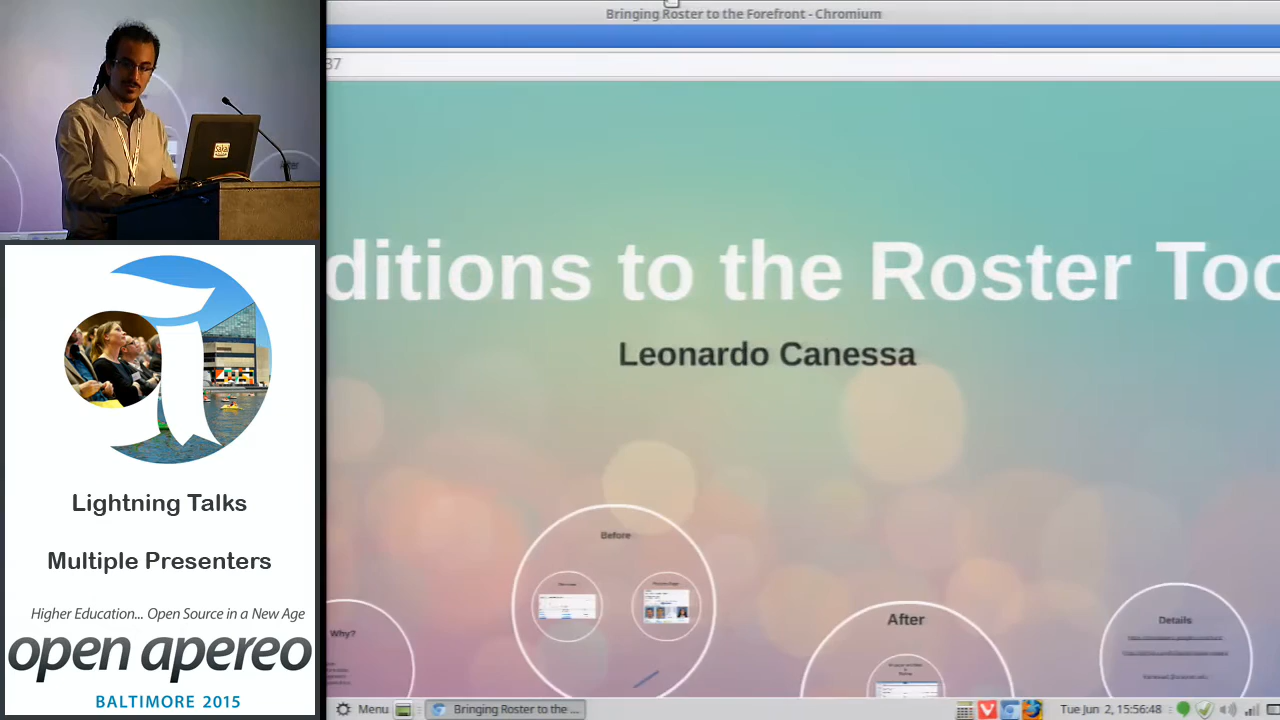 Bringing Roster to the Forefront - Chromium
37
ditions to the Roster Too
Leonardo Canessa
Before
Why?
After
Details
Sakai
Lightning Talks
Multiple Presenters
Higher Education... Open Source in a New Age
open apereo
BALTIMORE 2015
Menu
Bringing Roster to the ...
Tue Jun 2, 15:56:48